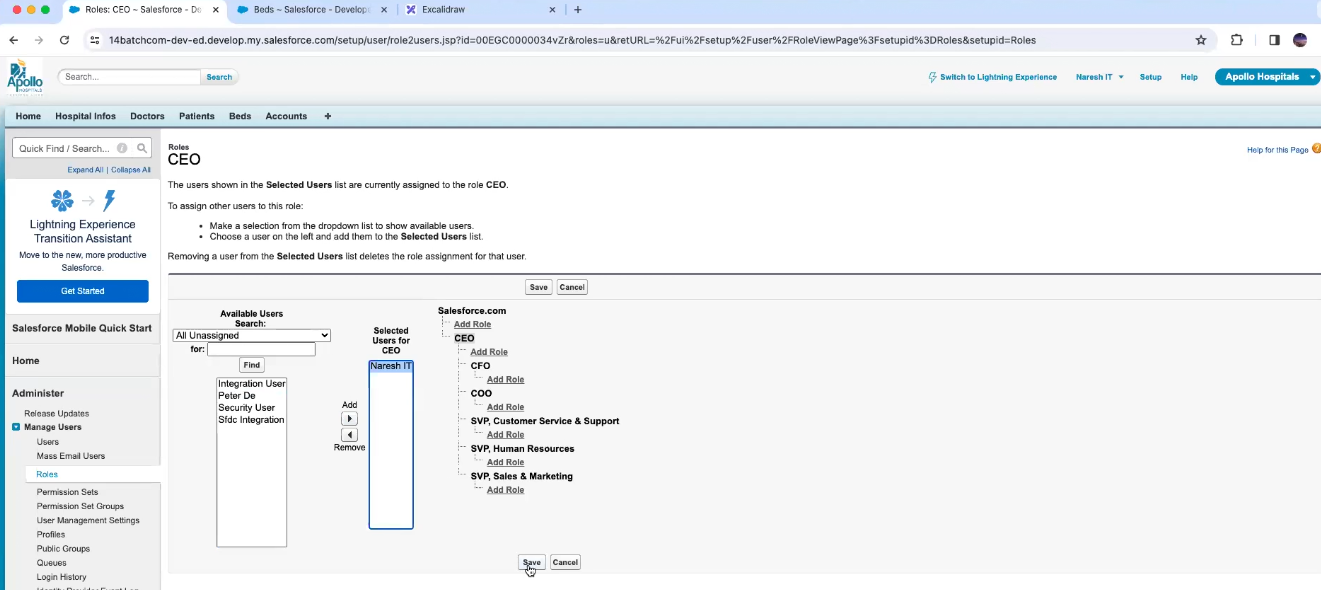 Roles: CEO ~ Salesforce - De
Beds ~ Salesforce - Develop
Excalidraw
14batchcom-dev-ed.develop.my.salesforce.com/setup/user/role2users.jsp?id=00EGC0000034vZr&roles=u&retURL=%2Fui%2Fsetup%2Fuser%2FRoleViewPage%3Fsetupid%3DRoles&setupid=Roles
Apollo
HOSPITALS
Search...
Search
Switch to Lightning Experience
Naresh IT
Setup
Help
Apollo Hospitals
Home Hospital Infos Doctors Patients Beds Accounts +
Quick Find / Search...
Expand All | Collapse All
Lightning Experience
Transition Assistant
Move to the new, more productive
Salesforce.
Get Started
Salesforce Mobile Quick Start
Home
Administer
Release Updates
Manage Users
Users
Mass Email Users
Roles
Permission Sets
Permission Set Groups
User Management Settings
Profiles
Public Groups
Queues
Login History
Roles
CEO
Help for this Page
The users shown in the Selected Users list are currently assigned to the role CEO.
To assign other users to this role:
• Make a selection from the dropdown list to show available users.
• Choose a user on the left and add them to the Selected Users list.
Removing a user from the Selected Users list deletes the role assignment for that user.
Save Cancel
Available Users
Search:
All Unassigned
for:
Find
Integration User
Peter De
Security User
Sfdc Integration
Add
Remove
Selected
Users for
CEO
Naresh IT
Salesforce.com
Add Role
CEO
Add Role
CFO
Add Role
COO
Add Role
SVP, Customer Service & Support
Add Role
SVP, Human Resources
Add Role
SVP, Sales & Marketing
Add Role
Save Cancel